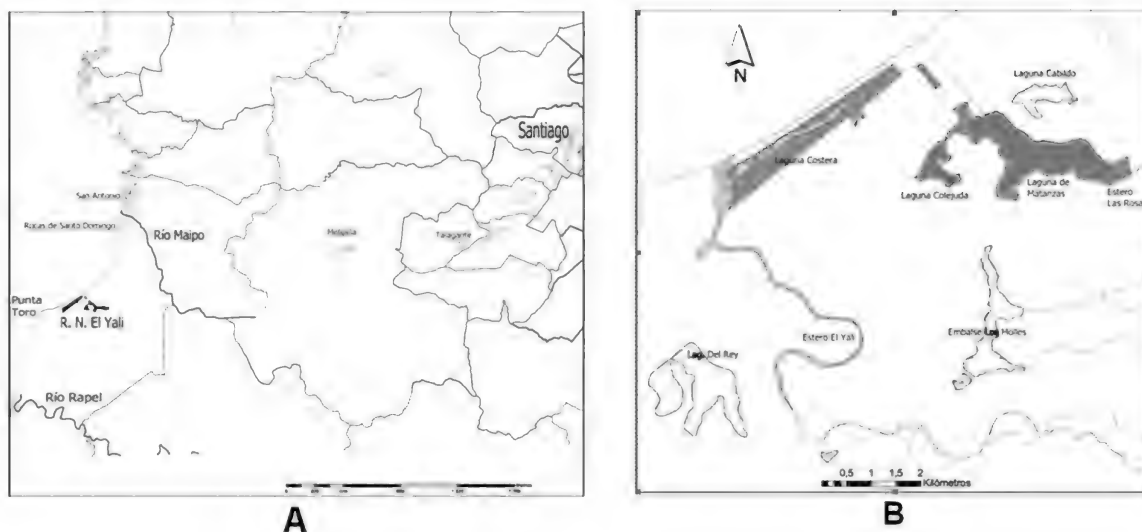 Santiago
San Antonio
Rocas de Santo Domingo
Río Maipo
Melipilla
Talagante
Punta
Toro
R. N. El Yali
Río Rapel
A
N
Laguna Cabildo
Laguna Costera
Laguna Colejuda
Laguna de
Matanzas
Estero
Las Rosa
Embalse Los Molles
Estero El Yali
Lag. Del Rey
0,5 1 1,5 2
Kilómetros
B